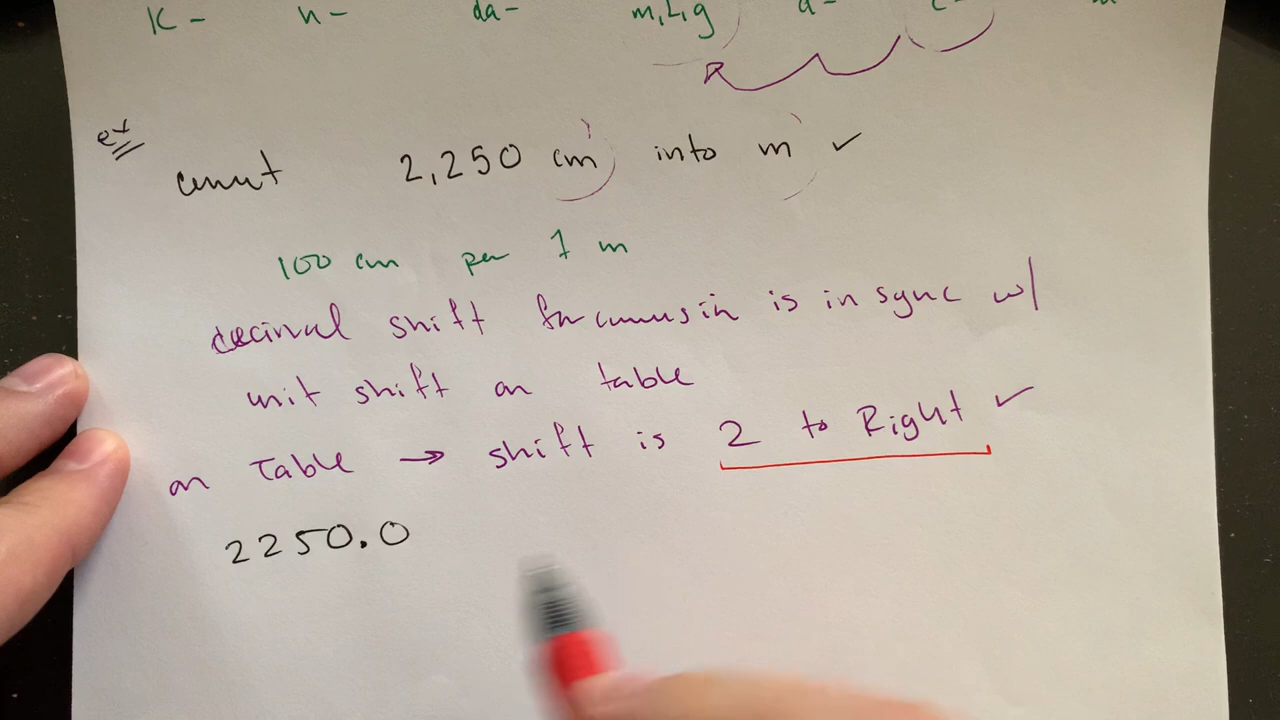 K- h- da- m,L,g d- c-
ex
convert 2,250 cm into m ✓
100 cm per 1 m
decimal shift for conversion is in sync w/
unit shift on table
on Table → shift is 2 to Right ✓
2250.0